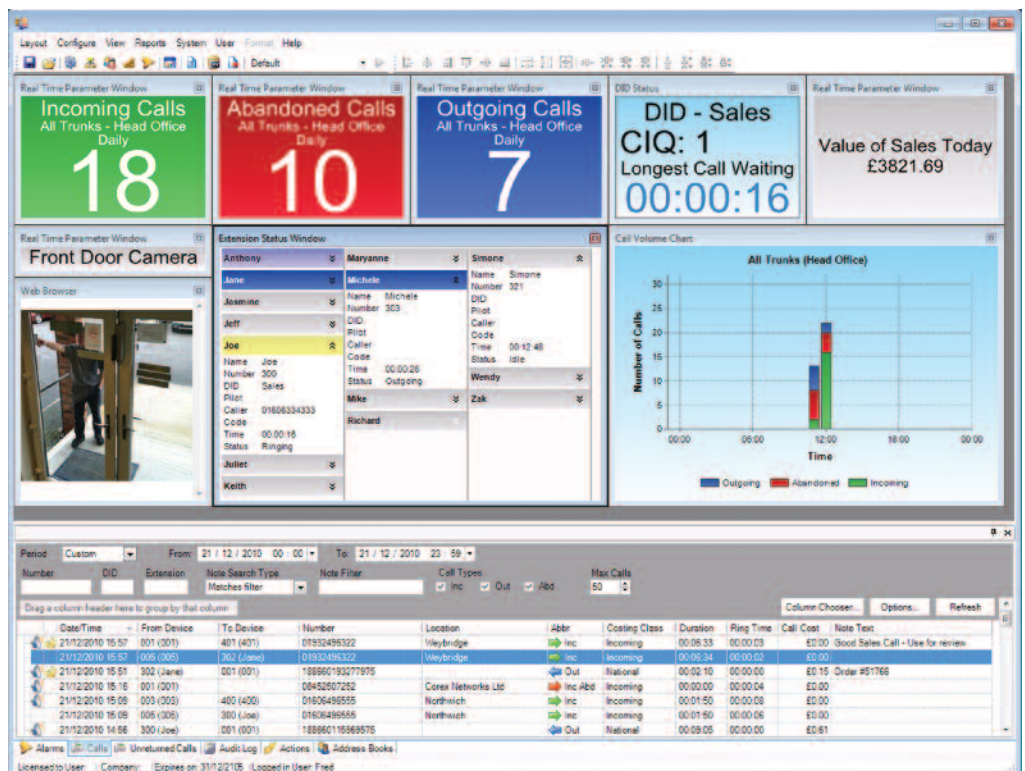 Layout Configure View Reports System User Format Help
Default
Real Time Parameter Window
Incoming Calls
All Trunks - Head Office
Daily
18
Real Time Parameter Window
Abandoned Calls
All Trunks - Head Office
Daily
10
Real Time Parameter Window
Outgoing Calls
All Trunks - Head Office
Daily
7
DID Status
DID - Sales
CIQ: 1
Longest Call Waiting
00:00:16
Real Time Parameter Window
Value of Sales Today
£3821.69
Real Time Parameter Window
Front Door Camera
Web Browser
Extension Status Window
Anthony
Jane
Jasmine
Jeff
Joe
Name Joe
Number 300
DID Sales
Pilot
Caller 01606334333
Code
Time 00:00:16
Status Ringing
Juliet
Keith
Maryanne
Michele
Name Michele
Number 303
DID
Pilot
Caller
Code
Time 00:00:26
Status Outgoing
Mike
Richard
Simone
Name Simone
Number 321
DID
Pilot
Caller
Code
Time 00:12:48
Status Idle
Wendy
Zak
Call Volume Chart
All Trunks (Head Office)
Number of Calls
30
20
15
10
5
0
00:00 06:00 12:00 18:00 00:00
Time
Outgoing Abandoned Incoming
Period Custom From: 21 / 12 / 2010 00 : 00 To: 21 / 12 / 2010 23 : 59
Number DID Extension Note Search Type Note Filter Call Types Max Calls
Matches filter Inc Out Abd 50
Drag a column header here to group by that column Column Chooser... Options... Refresh
Date/Time From Device To Device Number Location Abbr Costing Class Duration Ring Time Call Cost Note Text
21/12/2010 15:57 001 (001) 401 (401) 01932496322 Weybridge Inc Incoming 00:06:33 00:00:03 £0.00 Good Sales Call - Use for review
21/12/2010 15:57 005 (005) 302 (Jane) 01932496322 Weybridge Inc Incoming 00:06:34 00:00:02 £0.00
21/12/2010 15:51 302 (Jane) 001 (001) 188660193277975 Out National 00:02:10 00:00:00 £0.15 Order #51766
21/12/2010 15:16 001 (001) 08452507252 Corex Networks Ltd Inc Abd Incoming 00:00:00 00:00:04 £0.00
21/12/2010 15:09 003 (003) 400 (400) 01606496555 Northwich Inc Incoming 00:01:50 00:00:08 £0.00
21/12/2010 15:09 005 (005) 300 (Joe) 01606496555 Northwich Inc Incoming 00:01:50 00:00:06 £0.00
21/12/2010 14:56 300 (Joe) 001 (001) Out National 00:09:05 00:00:00 £0.61
Alarms Calls Unreturned Calls Audit Log Actions Address Books
Licensed to User: Company: Expires on: 31/12/2105 Logged in User: Fred